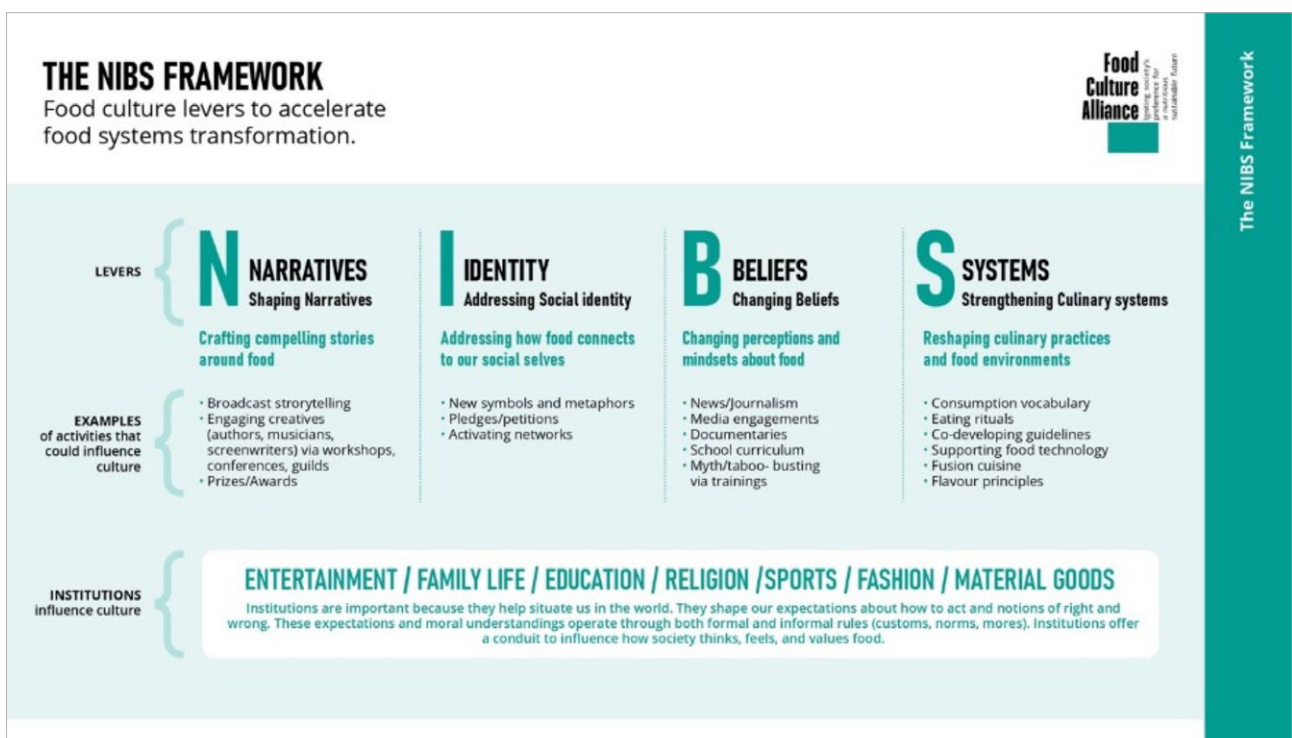 THE NIBS FRAMEWORK
Food culture levers to accelerate
food systems transformation.
Food
Culture
Alliance
Igniting society's
preference for
a nutritious
sustainable future
The NIBS Framework
LEVERS
N NARRATIVES
Shaping Narratives
Crafting compelling stories
around food
I IDENTITY
Addressing Social identity
Addressing how food connects
to our social selves
B BELIEFS
Changing Beliefs
Changing perceptions and
mindsets about food
S SYSTEMS
Strengthening Culinary systems
Reshaping culinary practices
and food environments
EXAMPLES
of activities that
could influence
culture
• Broadcast strorytelling
• Engaging creatives
(authors, musicians,
screenwriters) via workshops,
conferences, guilds
• Prizes/Awards
• New symbols and metaphors
• Pledges/petitions
• Activating networks
• News/Journalism
• Media engagements
• Documentaries
• School curriculum
• Myth/taboo- busting
via trainings
• Consumption vocabulary
• Eating rituals
• Co-developing guidelines
• Supporting food technology
• Fusion cuisine
• Flavour principles
INSTITUTIONS
influence culture
ENTERTAINMENT / FAMILY LIFE / EDUCATION / RELIGION /SPORTS / FASHION / MATERIAL GOODS
Institutions are important because they help situate us in the world. They shape our expectations about how to act and notions of right and
wrong. These expectations and moral understandings operate through both formal and informal rules (customs, norms, mores). Institutions offer
a conduit to influence how society thinks, feels, and values food.